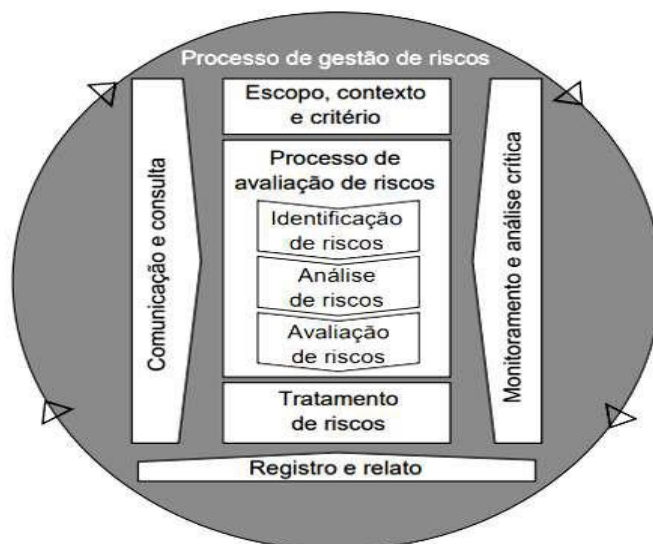 Processo de gestão de riscos
Escopo, contexto
e critério
Processo de
avaliação de riscos
Identificação
de riscos
Análise
de riscos
Avaliação
de riscos
Tratamento
de riscos
Comunicação e consulta
Monitoramento e análise crítica
Registro e relato